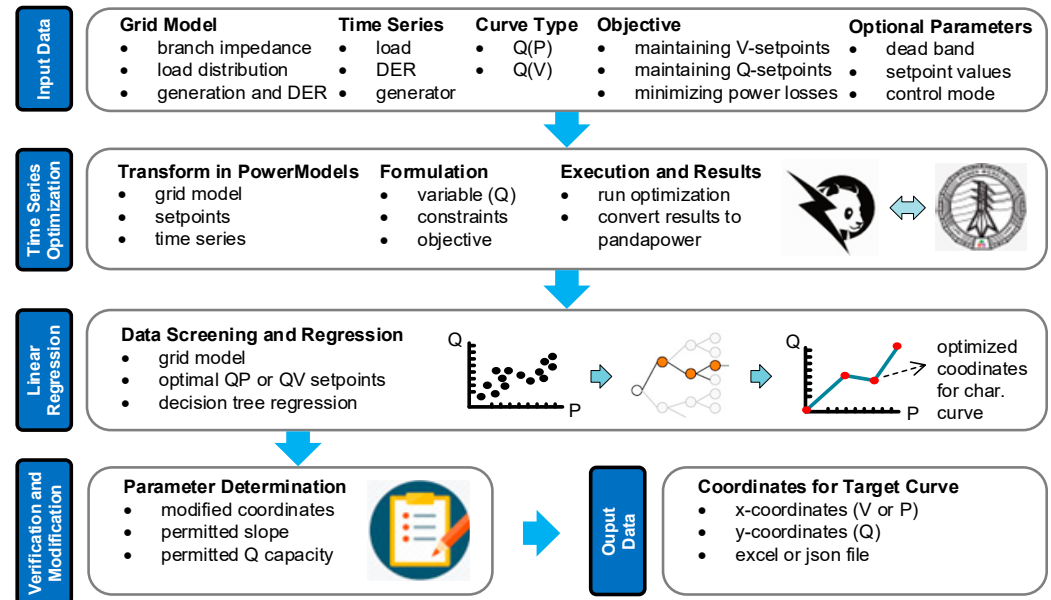 Input Data
Grid Model
• branch impedance
• load distribution
• generation and DER
Time Series
• load
• DER
• generator
Curve Type
• Q(P)
• Q(V)
Objective
• maintaining V-setpoints
• maintaining Q-setpoints
• minimizing power losses
Optional Parameters
• dead band
• setpoint values
• control mode
Time Series
Optimization
Transform in PowerModels
• grid model
• setpoints
• time series
Formulation
• variable (Q)
• constraints
• objective
Execution and Results
• run optimization
• convert results to
pandapower
Linear
Regression
Data Screening and Regression
• grid model
• optimal QP or QV setpoints
• decision tree regression
Q
P
Q
P
optimized
coodinates
for char.
curve
Verification and
Modification
Parameter Determination
• modified coordinates
• permitted slope
• permitted Q capacity
Ouput
Data
Coordinates for Target Curve
• x-coordinates (V or P)
• y-coordinates (Q)
• excel or json file